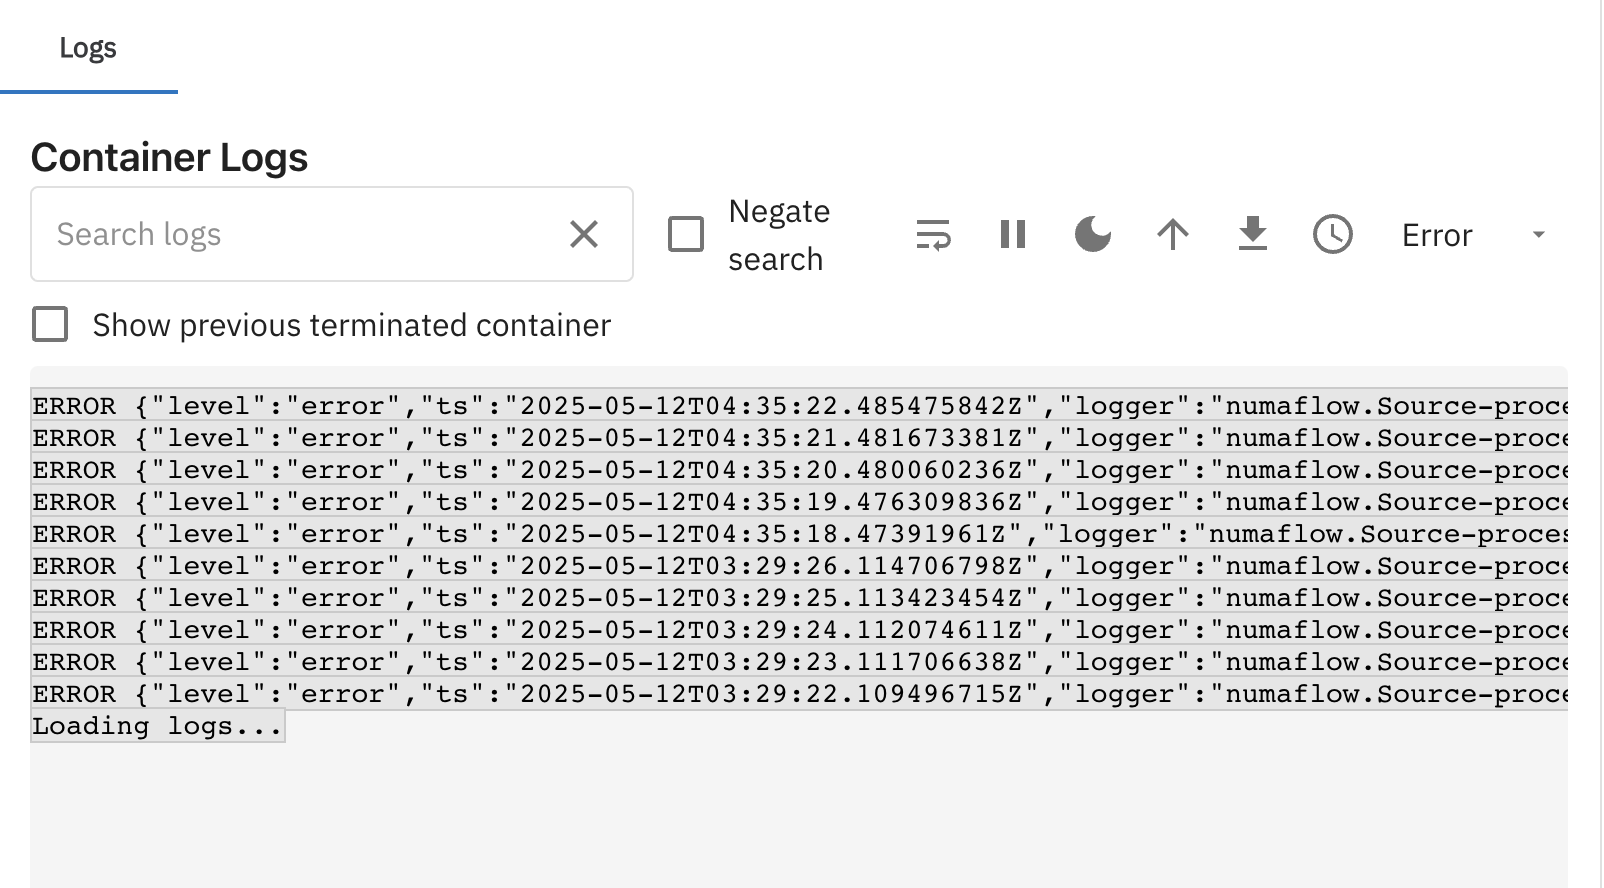 Logs
Container Logs
Search logs
Negate search
Error
Show previous terminated container
ERROR {"level":"error","ts":"2025-05-12T04:35:22.485475842Z","logger":"numaflow.Source-proce
ERROR {"level":"error","ts":"2025-05-12T04:35:21.481673381Z","logger":"numaflow.Source-proce
ERROR {"level":"error","ts":"2025-05-12T04:35:20.480060236Z","logger":"numaflow.Source-proce
ERROR {"level":"error","ts":"2025-05-12T04:35:19.476309836Z","logger":"numaflow.Source-proce
ERROR {"level":"error","ts":"2025-05-12T04:35:18.47391961Z","logger":"numaflow.Source-proces
ERROR {"level":"error","ts":"2025-05-12T03:29:26.114706798Z","logger":"numaflow.Source-proce
ERROR {"level":"error","ts":"2025-05-12T03:29:25.113423454Z","logger":"numaflow.Source-proce
ERROR {"level":"error","ts":"2025-05-12T03:29:24.112074611Z","logger":"numaflow.Source-proce
ERROR {"level":"error","ts":"2025-05-12T03:29:23.111706638Z","logger":"numaflow.Source-proce
ERROR {"level":"error","ts":"2025-05-12T03:29:22.109496715Z","logger":"numaflow.Source-proce
Loading logs...